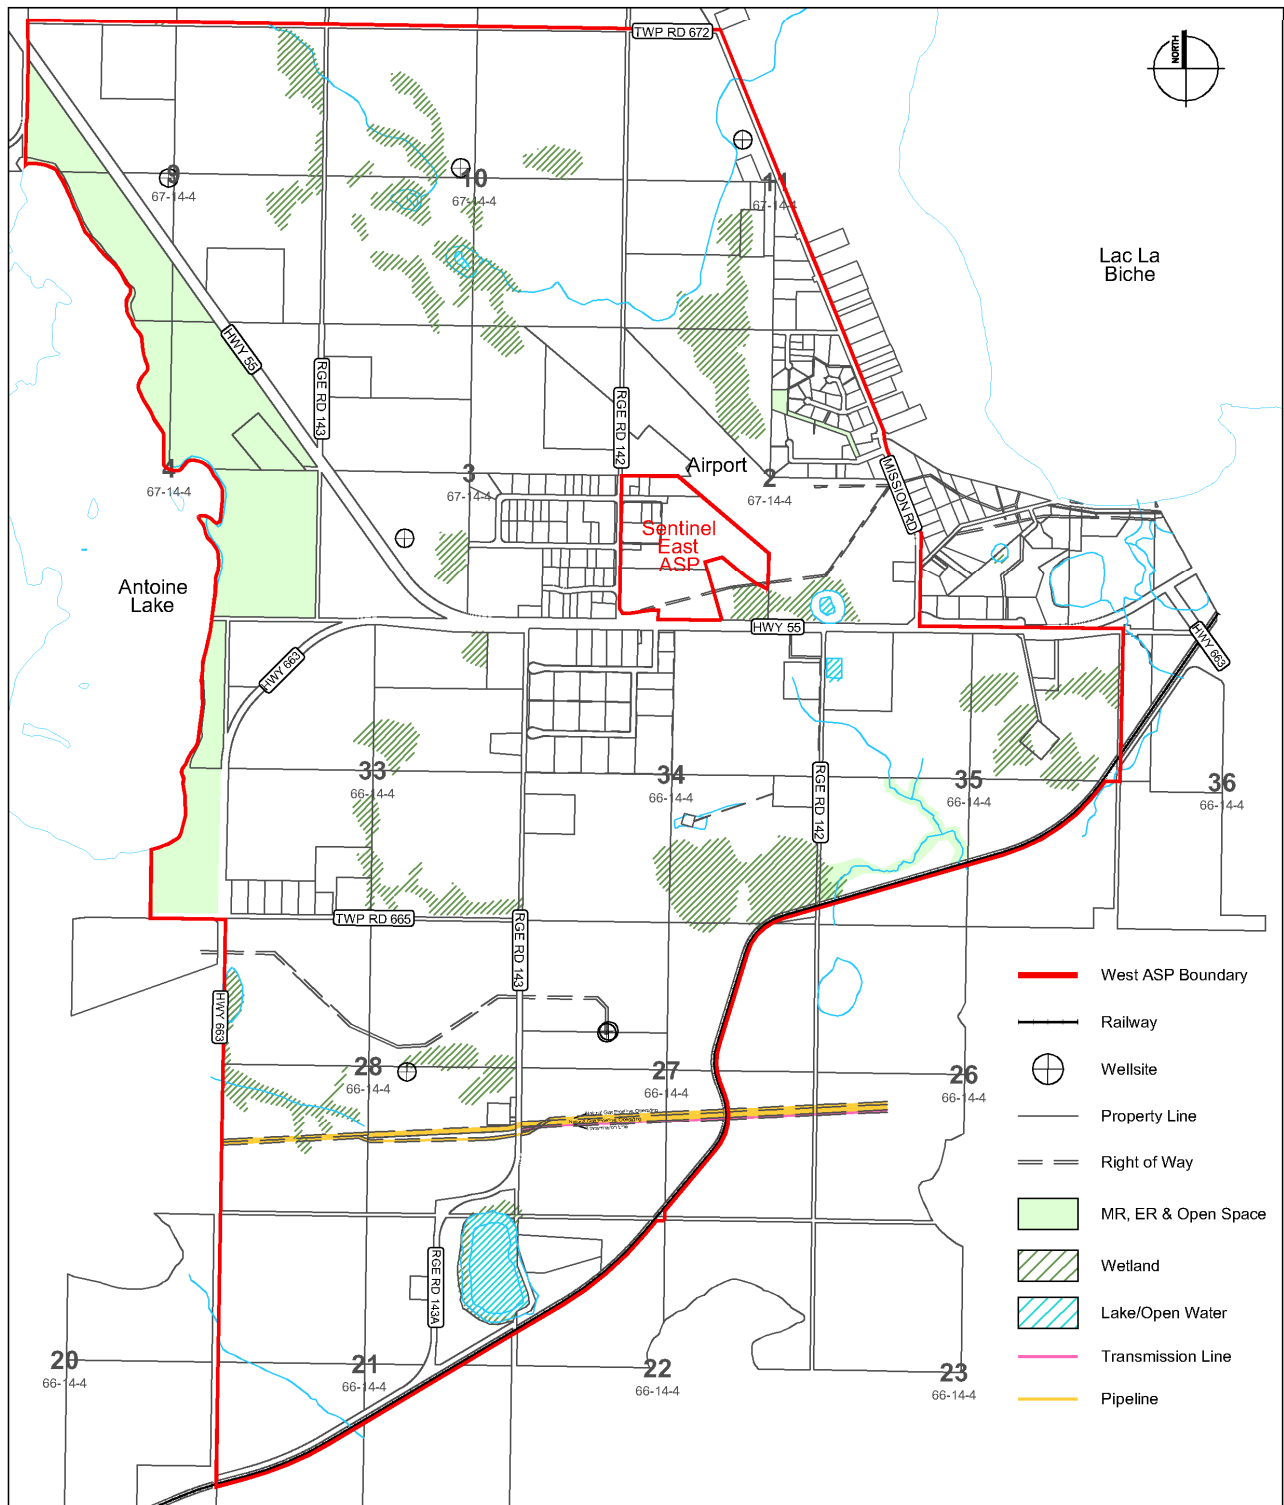 TWP RD 672
NORTH
9
67-14-4
10
67-14-4
11
67-14-4
Lac La
Biche
HWY 55
RGE RD 143
RGE RD 142
Airport
MISSION RD.
4
67-14-4
3
67-14-4
2
67-14-4
Sentinel
East
ASP
Antoine
Lake
HWY 55
HWY 663
HWY 663
33
66-14-4
34
66-14-4
RGE RD 142
35
66-14-4
36
66-14-4
TWP RD 665
RGE RD 143
HWY 663
28
66-14-4
27
66-14-4
26
66-14-4
RGE RD 143A
20
66-14-4
21
66-14-4
22
66-14-4
23
66-14-4
West ASP Boundary
Railway
Wellsite
Property Line
Right of Way
MR, ER & Open Space
Wetland
Lake/Open Water
Transmission Line
Pipeline